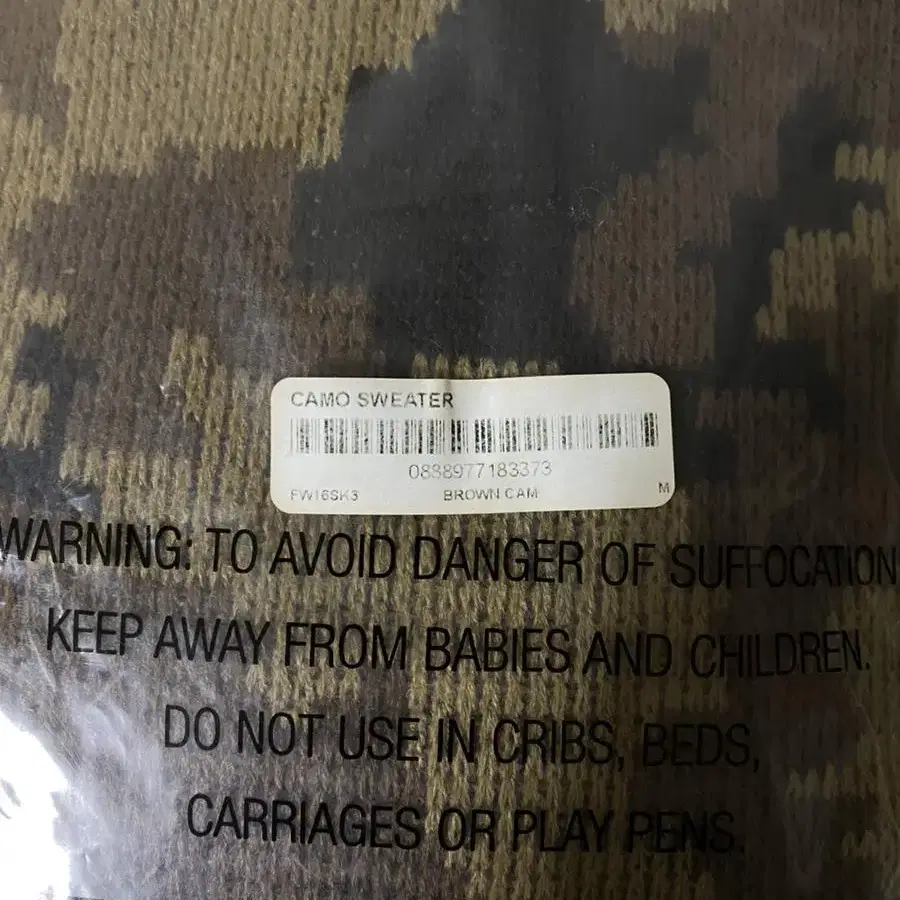 CAMO SWEATER
0888977183373
FW16SK3 BROWN CAM M
WARNING: TO AVOID DANGER OF SUFFOCATION,
KEEP AWAY FROM BABIES AND CHILDREN.
DO NOT USE IN CRIBS, BEDS,
CARRIAGES OR PLAY PENS.